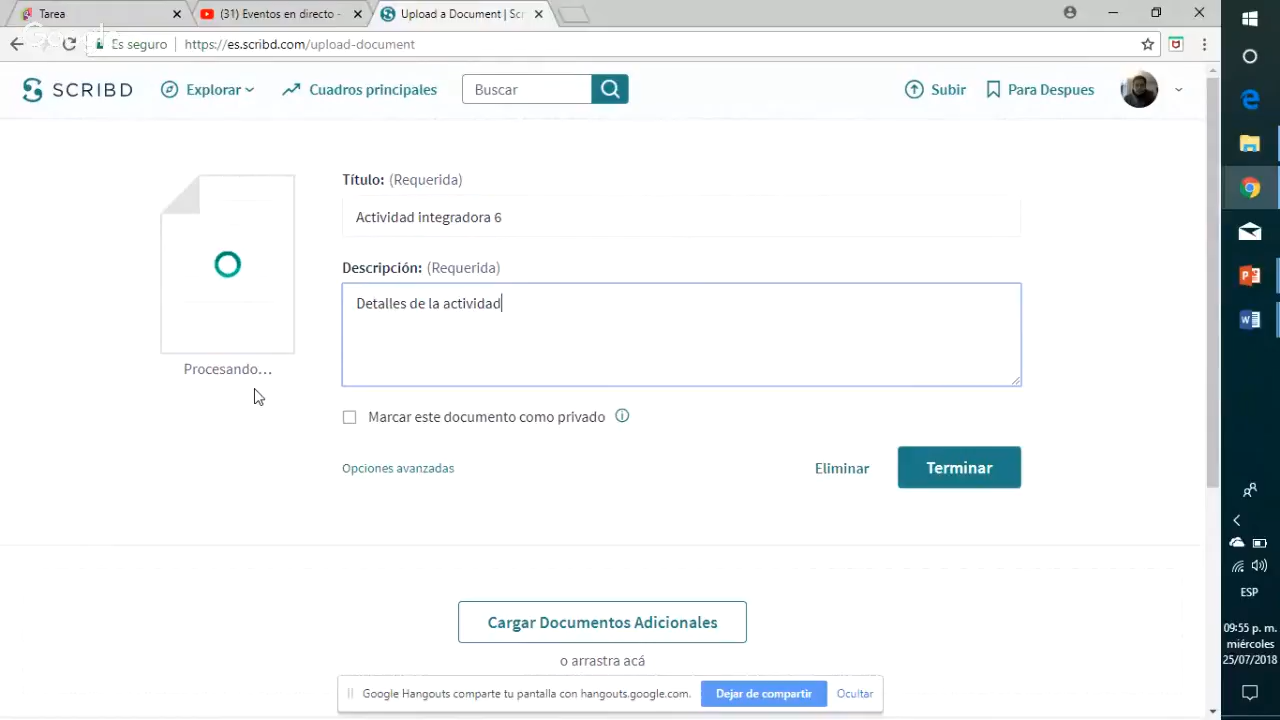 Tarea
(31) Eventos en directo -
Upload a Document | Scr
Google
Es seguro
https://es.scribd.com/upload-document
SCRIBD
Explorar
Cuadros principales
Buscar
Subir
Para Despues
Título: (Requerida)
Actividad integradora 6
Descripción: (Requerida)
Detalles de la actividad
Procesando...
Marcar este documento como privado
Opciones avanzadas
Eliminar
Terminar
Cargar Documentos Adicionales
o arrastra acá
Google Hangouts comparte tu pantalla con hangouts.google.com.
Dejar de compartir
Ocultar
ESP
09:55 p. m.
miércoles
25/07/2018